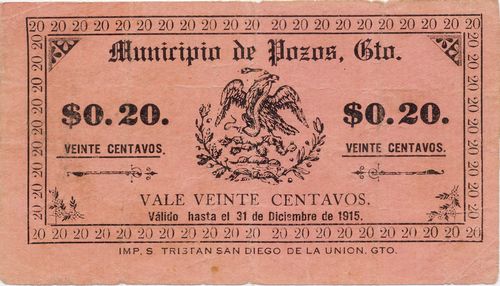 Municipio de Pozos, Gto.
$0.20. $0.20.
VEINTE CENTAVOS. VEINTE CENTAVOS.
VALE VEINTE CENTAVOS.
Válido hasta el 31 de Diciembre de 1915.
IMP. S. TRISTAN SAN DIEGO DE LA UNION, GTO.